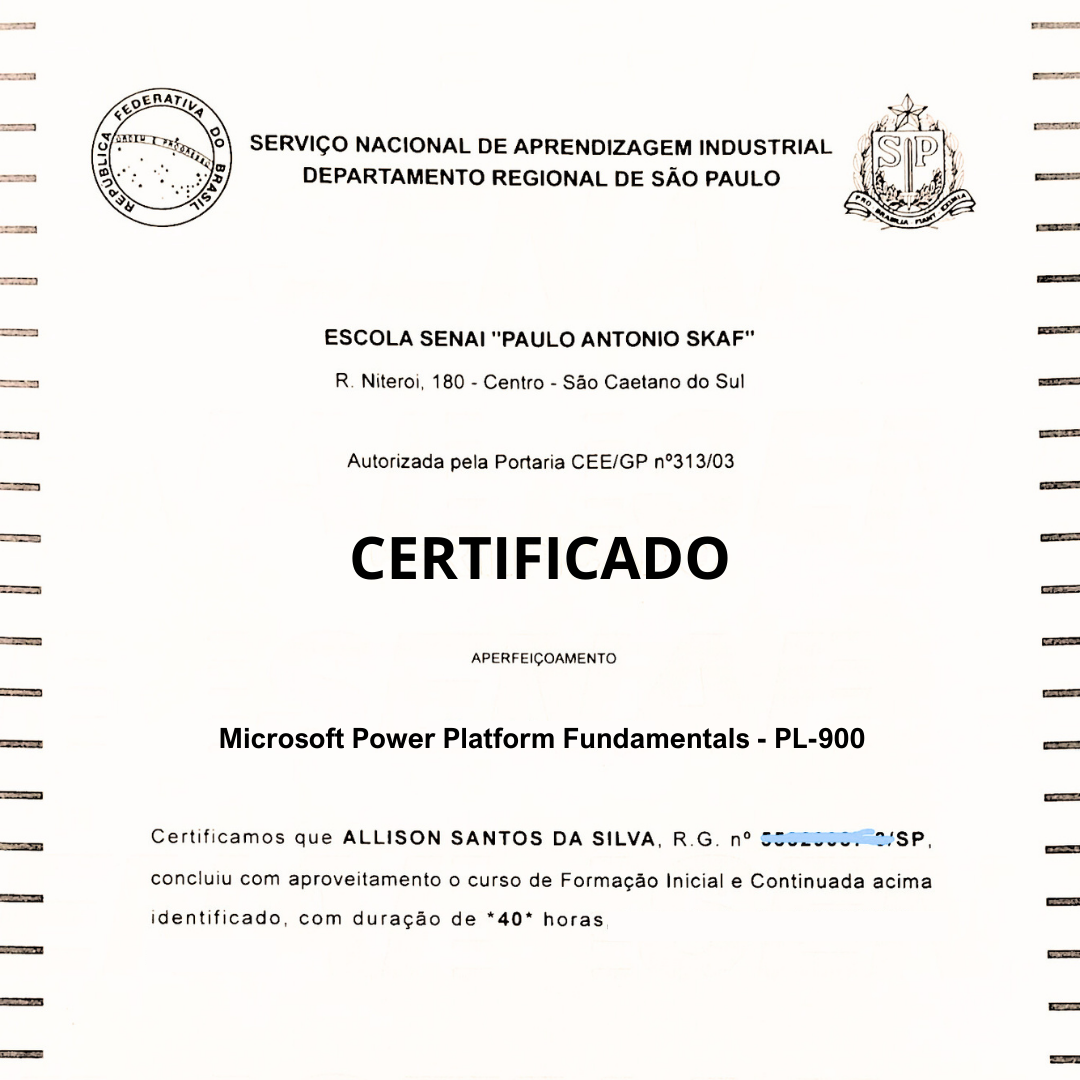 REPUBLICA FEDERATIVA DO BRASIL
ORDEM E PROGRESSO
SERVIÇO NACIONAL DE APRENDIZAGEM INDUSTRIAL
DEPARTAMENTO REGIONAL DE SÃO PAULO
SP
PRO BRASILIA FIANT EXIMIA
ESCOLA SENAI "PAULO ANTONIO SKAF"
R. Niteroi, 180 - Centro - São Caetano do Sul
Autorizada pela Portaria CEE/GP nº313/03
CERTIFICADO
APERFEIÇOAMENTO
Microsoft Power Platform Fundamentals - PL-900
Certificamos que ALLISON SANTOS DA SILVA, R.G. nº /SP,
concluiu com aproveitamento o curso de Formação Inicial e Continuada acima
identificado, com duração de *40* horas